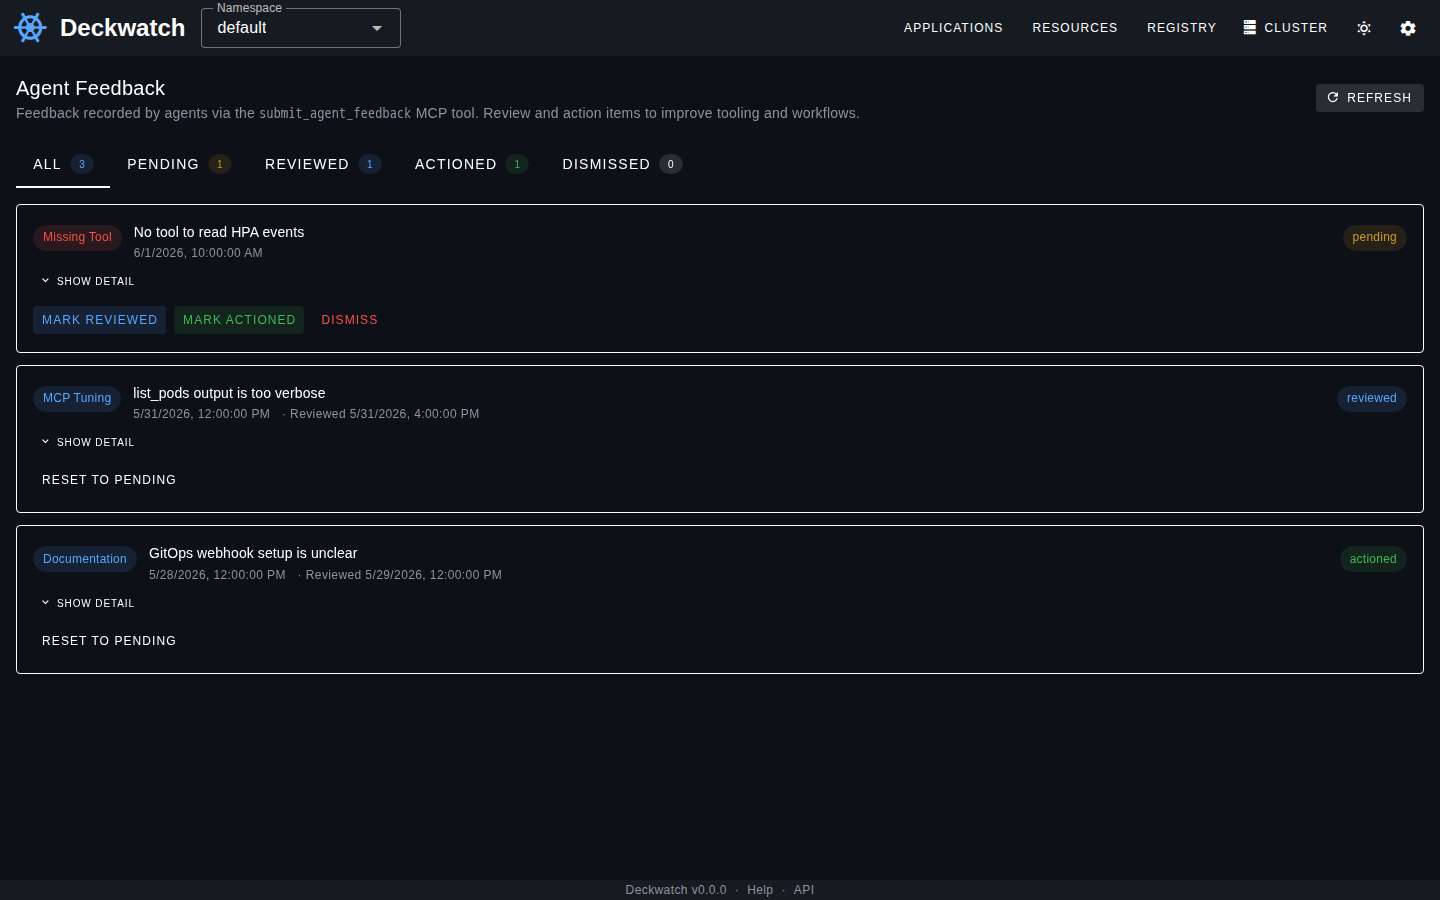 Deckwatch
Namespace
default
APPLICATIONS
RESOURCES
REGISTRY
CLUSTER
Agent Feedback
Feedback recorded by agents via the submit_agent_feedback MCP tool. Review and action items to improve tooling and workflows.
REFRESH
ALL 3
PENDING 1
REVIEWED 1
ACTIONED 1
DISMISSED 0
Missing Tool
No tool to read HPA events
6/1/2026, 10:00:00 AM
pending
SHOW DETAIL
MARK REVIEWED
MARK ACTIONED
DISMISS
MCP Tuning
list_pods output is too verbose
5/31/2026, 12:00:00 PM · Reviewed 5/31/2026, 4:00:00 PM
reviewed
SHOW DETAIL
RESET TO PENDING
Documentation
GitOps webhook setup is unclear
5/28/2026, 12:00:00 PM · Reviewed 5/29/2026, 12:00:00 PM
actioned
SHOW DETAIL
RESET TO PENDING
Deckwatch v0.0.0 · Help · API